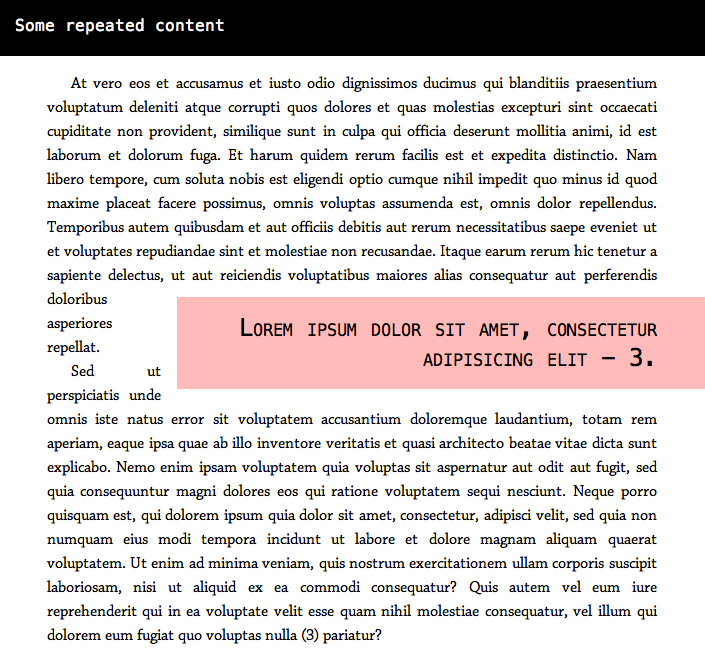 Some repeated content
At vero eos et accusamus et iusto odio dignissimos ducimus qui blanditiis praesentium
voluptatum deleniti atque corrupti quos dolores et quas molestias excepturi sint occaecati
cupiditate non provident, similique sunt in culpa qui officia deserunt mollitia animi, id est
laborum et dolorum fuga. Et harum quidem rerum facilis est et expedita distinctio. Nam
libero tempore, cum soluta nobis est eligendi optio cumque nihil impedit quo minus id quod
maxime placeat facere possimus, omnis voluptas assumenda est, omnis dolor repellendus.
Temporibus autem quibusdam et aut officiis debitis aut rerum necessitatibus saepe eveniet ut
et voluptates repudiandae sint et molestiae non recusandae. Itaque earum rerum hic tenetur a
sapiente delectus, ut aut reiciendis voluptatibus maiores alias consequatur aut perferendis
doloribus
asperiores
repellat.
Lorem ipsum dolor sit amet, consectetur
adipisicing elit – 3.
Sed ut
perspiciatis unde
omnis iste natus error sit voluptatem accusantium doloremque laudantium, totam rem
aperiam, eaque ipsa quae ab illo inventore veritatis et quasi architecto beatae vitae dicta sunt
explicabo. Nemo enim ipsam voluptatem quia voluptas sit aspernatur aut odit aut fugit, sed
quia consequuntur magni dolores eos qui ratione voluptatem sequi nesciunt. Neque porro
quisquam est, qui dolorem ipsum quia dolor sit amet, consectetur, adipisci velit, sed quia non
numquam eius modi tempora incidunt ut labore et dolore magnam aliquam quaerat
voluptatem. Ut enim ad minima veniam, quis nostrum exercitationem ullam corporis suscipit
laboriosam, nisi ut aliquid ex ea commodi consequatur? Quis autem vel eum iure
reprehenderit qui in ea voluptate velit esse quam nihil molestiae consequatur, vel illum qui
dolorem eum fugiat quo voluptas nulla (3) pariatur?